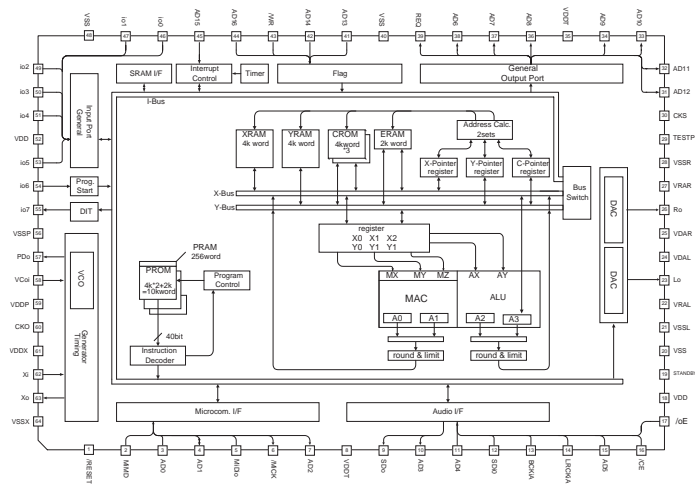 VSS
io1
io0
AD15
AD16
/WR
AD14
AD13
VSS
REQ
AD6
AD7
AD8
VDDT
AD9
AD10
48
47
46
45
44
43
42
41
40
39
38
37
36
35
34
33
io2
49
io3
50
io4
51
VDD
52
io5
53
io6
54
io7
55
VSSP
56
PDo
57
VCoi
58
VDDP
59
CKO
60
VDDX
61
Xi
62
Xo
63
VSSX
64
Input Port
General
SRAM I/F
Interrupt
Control
Timer
Flag
General
Output Port
I-Bus
Prog.
Start
DIT
VCO
Generator
Timing
XRAM
4k word
YRAM
4k word
CROM
4kword
*3
ERAM
2k word
Address Calc.
2sets
X-Pointer
register
Y-Pointer
register
C-Pointer
register
X-Bus
Y-Bus
Bus
Switch
register
X0 X1 X2
Y0 Y1 Y1
PRAM
256word
PROM
4k*2+2k
=10kword
Program
Control
40bit
Instruction
Decoder
MX
MY
MZ
AX
AY
MAC
ALU
A0
A1
A2
A3
round & limit
round & limit
DAC
DAC
Microcom. I/F
Audio I/F
32
AD11
31
AD12
30
CKS
29
TESTP
28
VSSR
27
VRAR
26
Ro
25
VDAR
24
VDAL
23
Lo
22
VRAL
21
VSSL
20
VSS
19
STANDBY
18
VDD
17
/oE
1
2
3
4
5
6
7
8
9
10
11
12
13
14
15
16
/RESET
MiMD
AD0
AD1
MiDio
/MiCK
AD2
VDDT
SDo
AD3
AD4
SDI0
BCKIA
LRCKIA
AD5
/CE